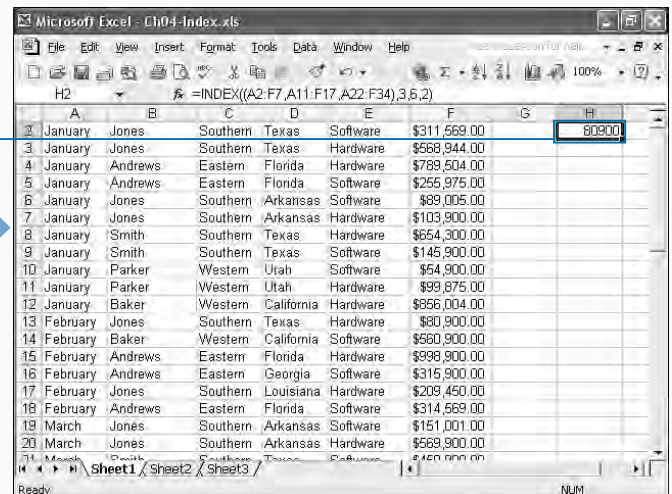 Microsoft Excel - Ch04-Index.xls
File Edit View Insert Format Tools Data Window Help
100%
H2 fx =INDEX((A2:F7,A11:F17,A22:F34),3,6,2)
A B C D E F G H
2 January Jones Southern Texas Software $311,569.00 80900
3 January Jones Southern Texas Hardware $568,944.00
4 January Andrews Eastern Florida Hardware $789,504.00
5 January Andrews Eastern Florida Software $255,975.00
6 January Jones Southern Arkansas Software $89,005.00
7 January Jones Southern Arkansas Hardware $103,900.00
8 January Smith Southern Texas Hardware $654,300.00
9 January Smith Southern Texas Software $145,900.00
10 January Parker Western Utah Software $54,900.00
11 January Parker Western Utah Hardware $99,875.00
12 January Baker Western California Hardware $856,004.00
13 February Jones Southern Texas Hardware $80,900.00
14 February Baker Western California Software $560,900.00
15 February Andrews Eastern Florida Hardware $998,900.00
16 February Andrews Eastern Georgia Software $315,900.00
17 February Jones Southern Louisiana Hardware $209,450.00
18 February Andrews Eastern Florida Software $314,569.00
19 March Jones Southern Arkansas Software $151,001.00
20 March Jones Southern Arkansas Hardware $569,900.00
Sheet1 Sheet2 Sheet3
Ready NUM